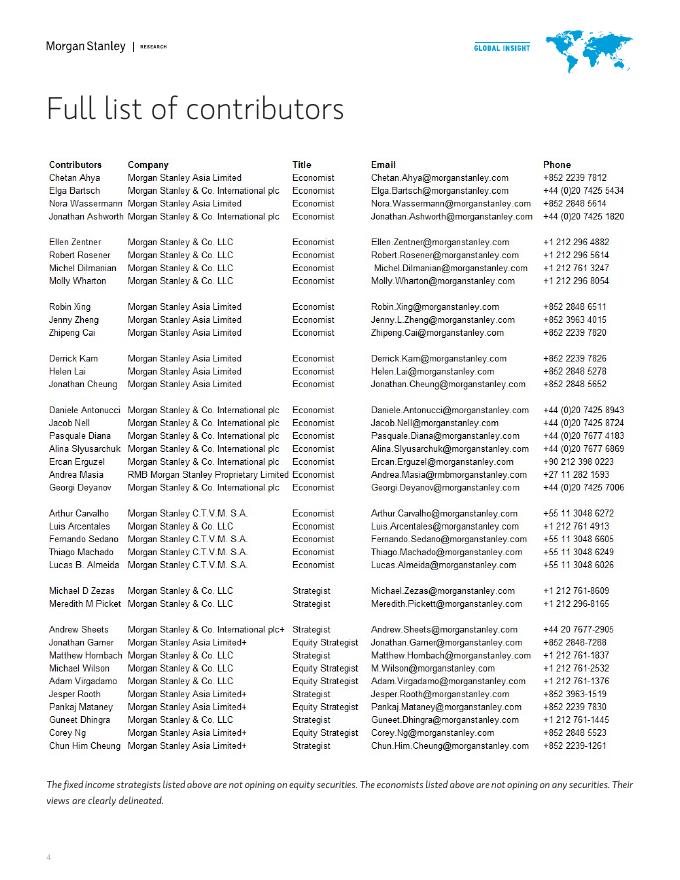 Morgan Stanley | RESEARCH
GLOBAL INSIGHT
Full list of contributors
Contributors Company Title Email Phone
Chetan Ahya Morgan Stanley Asia Limited Economist Chetan.Ahya@morganstanley.com +852 2239 7812
Elga Bartsch Morgan Stanley & Co. International plc Economist Elga.Bartsch@morganstanley.com +44 (0)20 7425 5434
Nora Wassermann Morgan Stanley Asia Limited Economist Nora.Wassermann@morganstanley.com +852 2848 5614
Jonathan Ashworth Morgan Stanley & Co. International plc Economist Jonathan.Ashworth@morganstanley.com +44 (0)20 7425 1820
Ellen Zentner Morgan Stanley & Co. LLC Economist Ellen.Zentner@morganstanley.com +1 212 296 4882
Robert Rosener Morgan Stanley & Co. LLC Economist Robert.Rosener@morganstanley.com +1 212 296 5614
Michel Dilmanian Morgan Stanley & Co. LLC Economist Michel.Dilmanian@morganstanley.com +1 212 761 3247
Molly Wharton Morgan Stanley & Co. LLC Economist Molly.Wharton@morganstanley.com +1 212 296 8054
Robin Xing Morgan Stanley Asia Limited Economist Robin.Xing@morganstanley.com +852 2848 6511
Jenny Zheng Morgan Stanley Asia Limited Economist Jenny.L.Zheng@morganstanley.com +852 3963 4015
Zhipeng Cai Morgan Stanley Asia Limited Economist Zhipeng.Cai@morganstanley.com +852 2239 7820
Derrick Kam Morgan Stanley Asia Limited Economist Derrick.Kam@morganstanley.com +852 2239 7826
Helen Lai Morgan Stanley Asia Limited Economist Helen.Lai@morganstanley.com +852 2848 5278
Jonathan Cheung Morgan Stanley Asia Limited Economist Jonathan.Cheung@morganstanley.com +852 2848 5652
Daniele Antonucci Morgan Stanley & Co. International plc Economist Daniele.Antonucci@morganstanley.com +44 (0)20 7425 8943
Jacob Nell Morgan Stanley & Co. International plc Economist Jacob.Nell@morganstanley.com +44 (0)20 7425 8724
Pasquale Diana Morgan Stanley & Co. International plc Economist Pasquale.Diana@morganstanley.com +44 (0)20 7677 4183
Alina Slyusarchuk Morgan Stanley & Co. International plc Economist Alina.Slyusarchuk@morganstanley.com +44 (0)20 7677 6869
Ercan Erguzel Morgan Stanley & Co. International plc Economist Ercan.Erguzel@morganstanley.com +90 212 398 0223
Andrea Masia RMB Morgan Stanley Proprietary Limited Economist Andrea.Masia@rmbmorganstanley.com +27 11 282 1593
Georgi Deyanov Morgan Stanley & Co. International plc Economist Georgi.Deyanov@morganstanley.com +44 (0)20 7425 7006
Arthur Carvalho Morgan Stanley C.T.V.M. S.A. Economist Arthur.Carvalho@morganstanley.com +55 11 3048 6272
Luis Arcentales Morgan Stanley & Co. LLC Economist Luis.Arcentales@morganstanley.com +1 212 761 4913
Fernando Sedano Morgan Stanley C.T.V.M. S.A. Economist Fernando.Sedano@morganstanley.com +55 11 3048 6605
Thiago Machado Morgan Stanley C.T.V.M. S.A. Economist Thiago.Machado@morganstanley.com +55 11 3048 6249
Lucas B. Almeida Morgan Stanley C.T.V.M. S.A. Economist Lucas.Almeida@morganstanley.com +55 11 3048 6026
Michael D Zezas Morgan Stanley & Co. LLC Strategist Michael.Zezas@morganstanley.com +1 212 761-8609
Meredith M Picket Morgan Stanley & Co. LLC Strategist Meredith.Pickett@morganstanley.com +1 212 296-8165
Andrew Sheets Morgan Stanley & Co. International plc+ Strategist Andrew.Sheets@morganstanley.com +44 20 7677-2905
Jonathan Garner Morgan Stanley Asia Limited+ Equity Strategist Jonathan.Garner@morganstanley.com +852 2848-7288
Matthew Hornbach Morgan Stanley & Co. LLC Strategist Matthew.Hornbach@morganstanley.com +1 212 761-1837
Michael Wilson Morgan Stanley & Co. LLC Equity Strategist M.Wilson@morganstanley.com +1 212 761-2532
Adam Virgadamo Morgan Stanley & Co. LLC Equity Strategist Adam.Virgadamo@morganstanley.com +1 212 761-1376
Jesper Rooth Morgan Stanley Asia Limited+ Strategist Jesper.Rooth@morganstanley.com +852 3963-1519
Pankaj Mataney Morgan Stanley Asia Limited+ Equity Strategist Pankaj.Mataney@morganstanley.com +852 2239 7830
Guneet Dhingra Morgan Stanley & Co. LLC Strategist Guneet.Dhingra@morganstanley.com +1 212 761-1445
Corey Ng Morgan Stanley Asia Limited+ Equity Strategist Corey.Ng@morganstanley.com +852 2848 5523
Chun Him Cheung Morgan Stanley Asia Limited+ Strategist Chun.Him.Cheung@morganstanley.com +852 2239-1261
The fixed income strategists listed above are not opining on equity securities. The economists listed above are not opining on any securities. Their
views are clearly delineated.
4